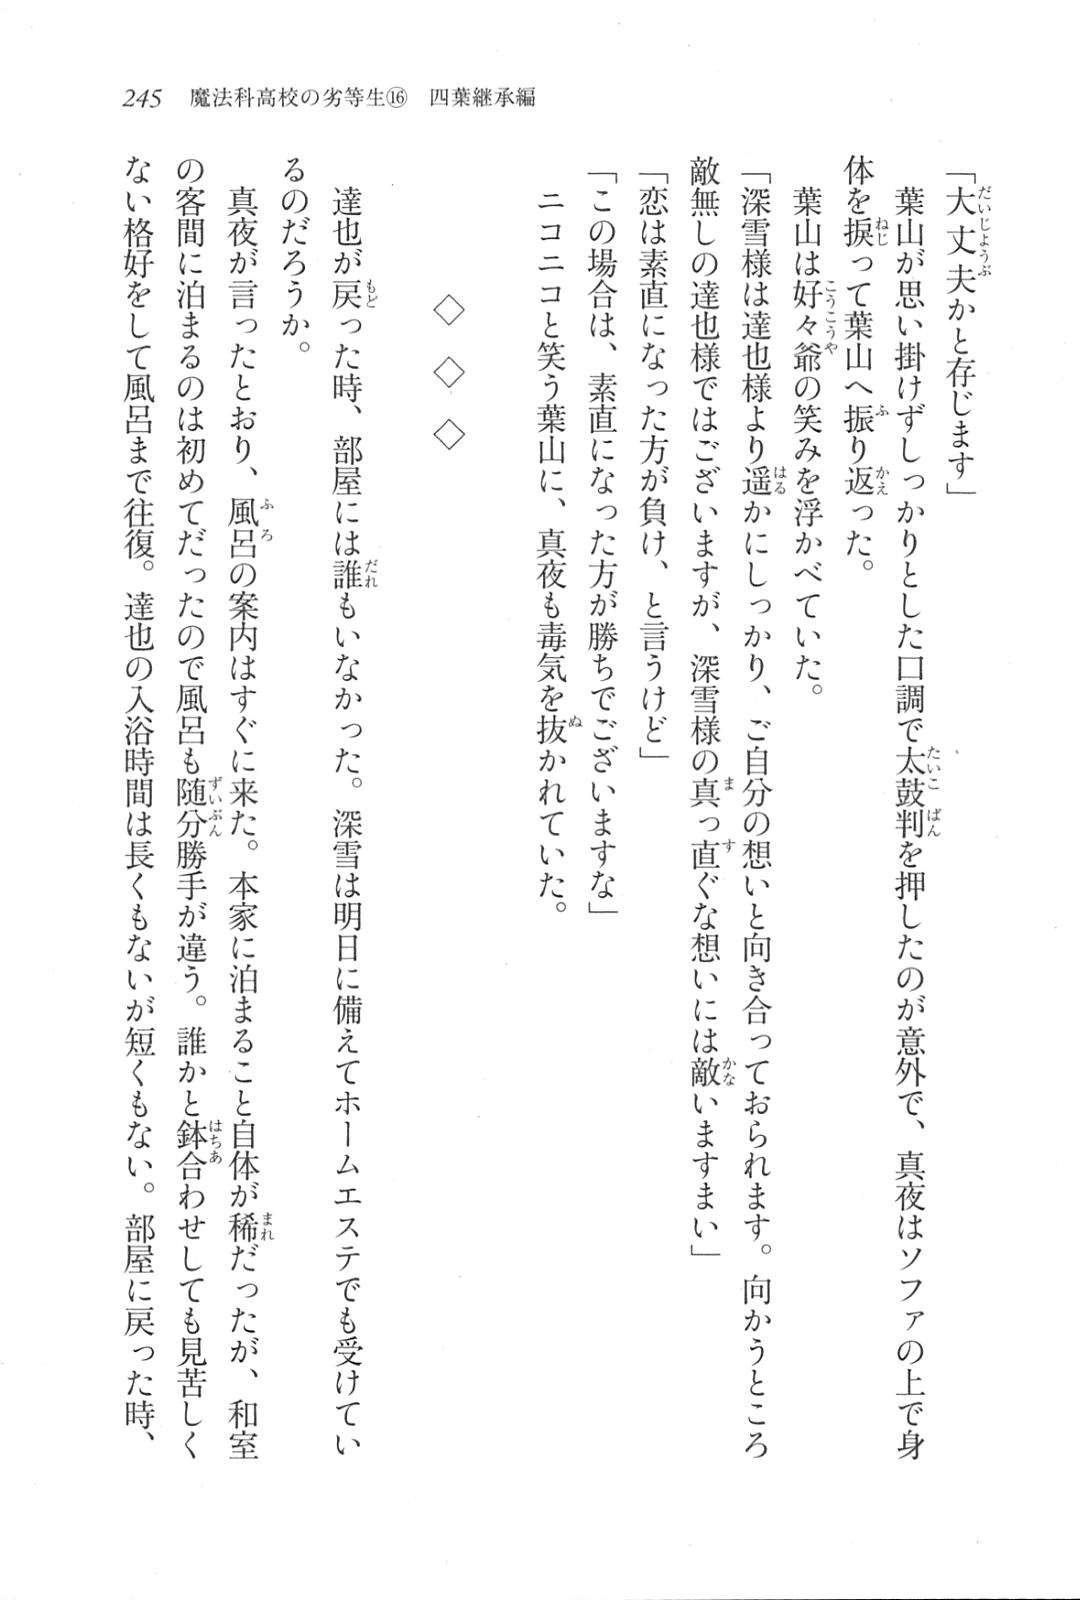 245　魔法科高校の劣等生⑯　四葉継承編
「大丈夫かと存じます」
　葉山が思い掛けずしっかりとした口調で太鼓判を押したのが意外で、真夜はソファの上で身
体を捩って葉山へ振り返った。
　葉山は好々爺の笑みを浮かべていた。
「深雪様は達也様より遥かにしっかり、ご自分の想いと向き合っておられます。向かうところ
敵無しの達也様ではございますが、深雪様の真っ直ぐな想いには敵いますまい」
「恋は素直になった方が負け、と言うけど」
「この場合は、素直になった方が勝ちでございますな」
　ニコニコと笑う葉山に、真夜も毒気を抜かれていた。
◇　◇　◇
　達也が戻った時、部屋には誰もいなかった。深雪は明日に備えてホームエステでも受けてい
るのだろうか。
　真夜が言ったとおり、風呂の案内はすぐに来た。本家に泊まること自体が稀だったが、和室
の客間に泊まるのは初めてだったので風呂も随分勝手が違う。誰かと鉢合わせしても見苦しく
ない格好をして風呂まで往復。達也の入浴時間は長くもないが短くもない。部屋に戻った時、